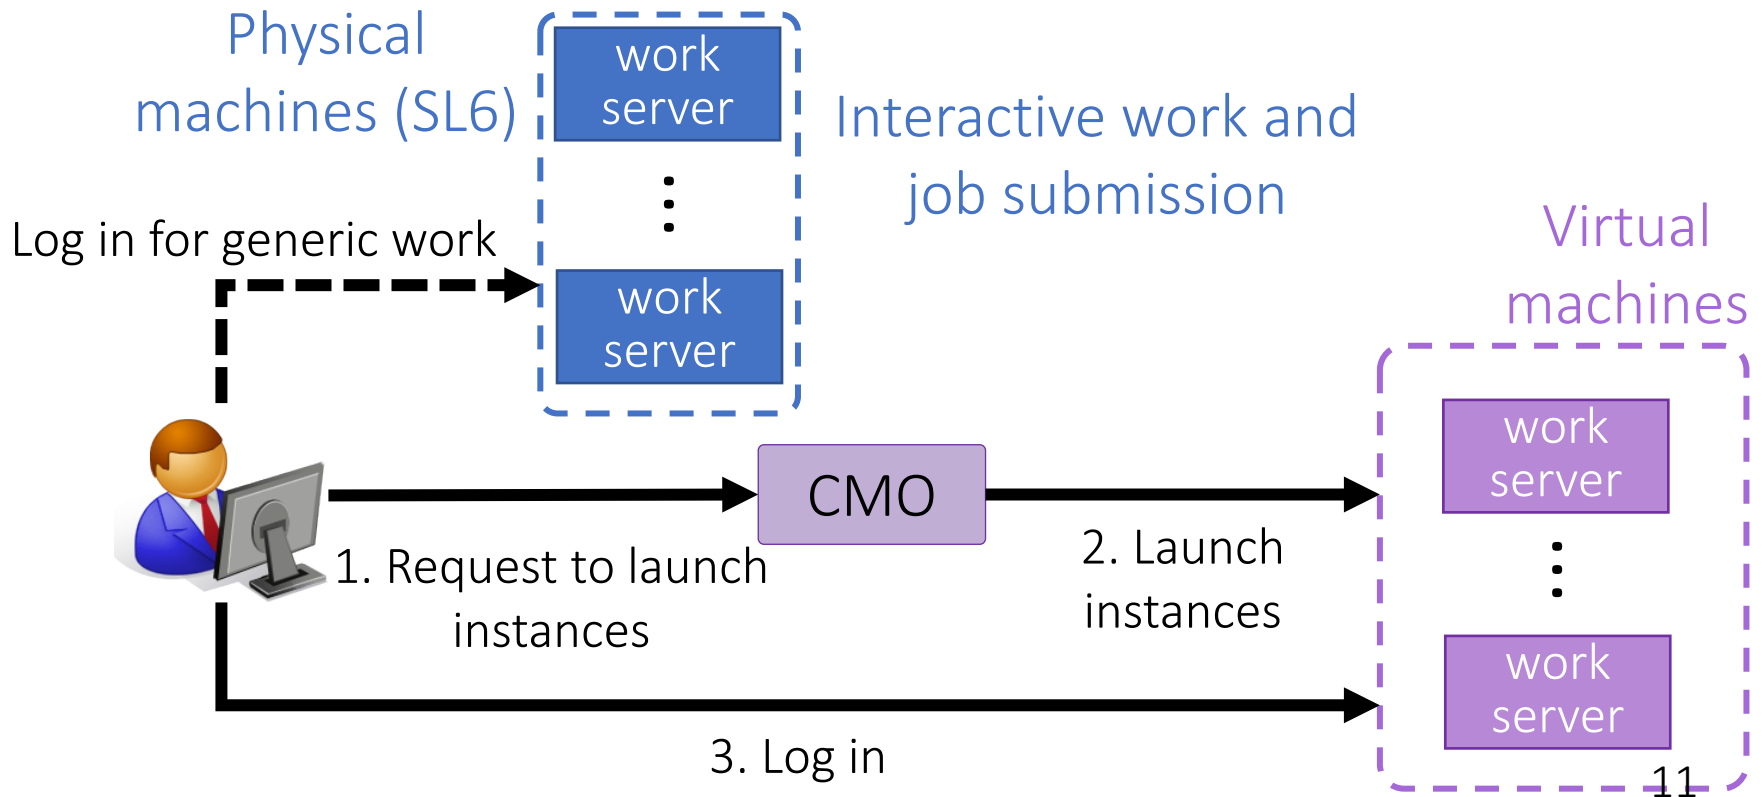 Physical
machines (SL6)
work
server
work
server
Interactive work and
job submission
Log in for generic work
Virtual
machines
work
server
work
server
CMO
1. Request to launch
instances
2. Launch
instances
3. Log in
11